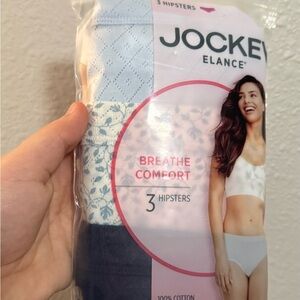 3 HIPSTERS
JOCKEY
ELANCE®
BREATHE
COMFORT
3 HIPSTERS
100% COTTON